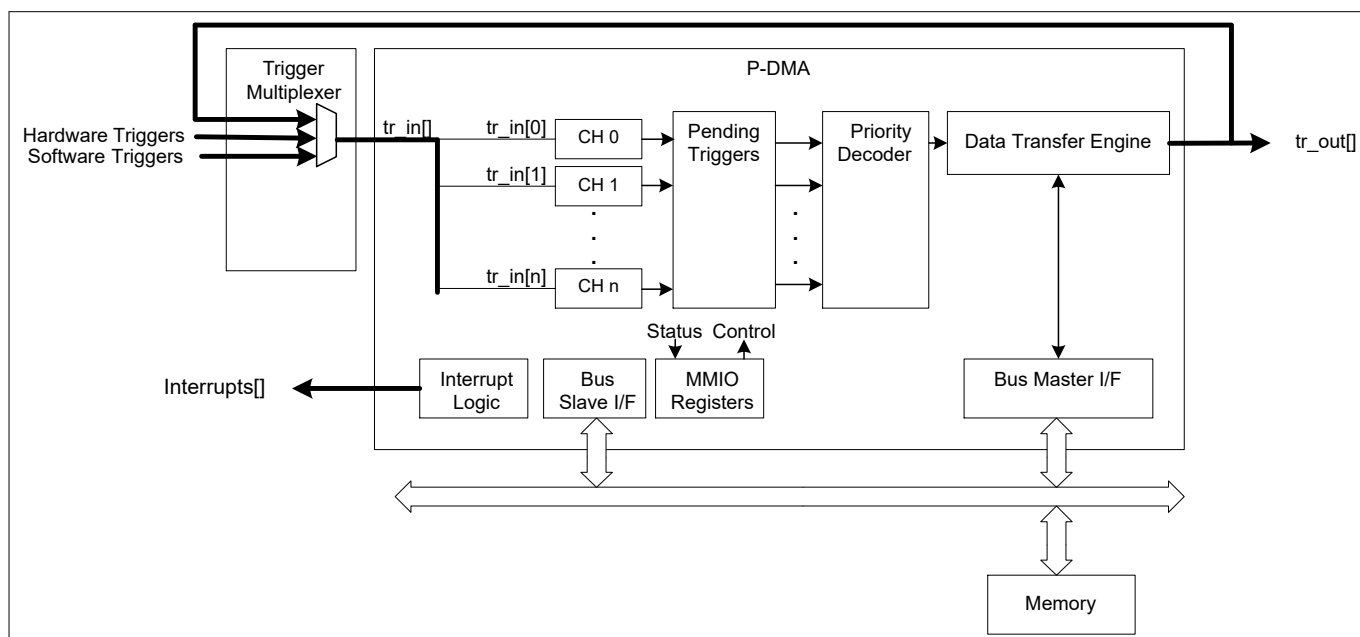 P-DMA
Trigger
Multiplexer
Hardware Triggers
Software Triggers
tr_in[]
tr_in[0]
CH 0
tr_in[1]
CH 1
tr_in[n]
CH n
Pending
Triggers
Priority
Decoder
Data Transfer Engine
tr_out[]
Status Control
Interrupts[]
Interrupt
Logic
Bus
Slave I/F
MMIO
Registers
Bus Master I/F
Memory